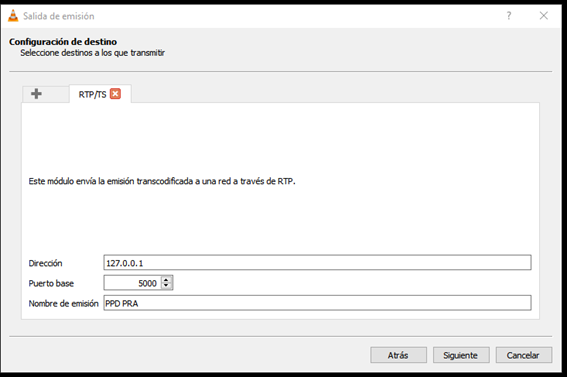 Salida de emisión
?
Configuración de destino
Seleccione destinos a los que transmitir
RTP/TS
Este módulo envía la emisión transcodificada a una red a través de RTP.
Dirección 127.0.0.1
Puerto base 5000
Nombre de emisión PPD PRA
Atrás Siguiente Cancelar